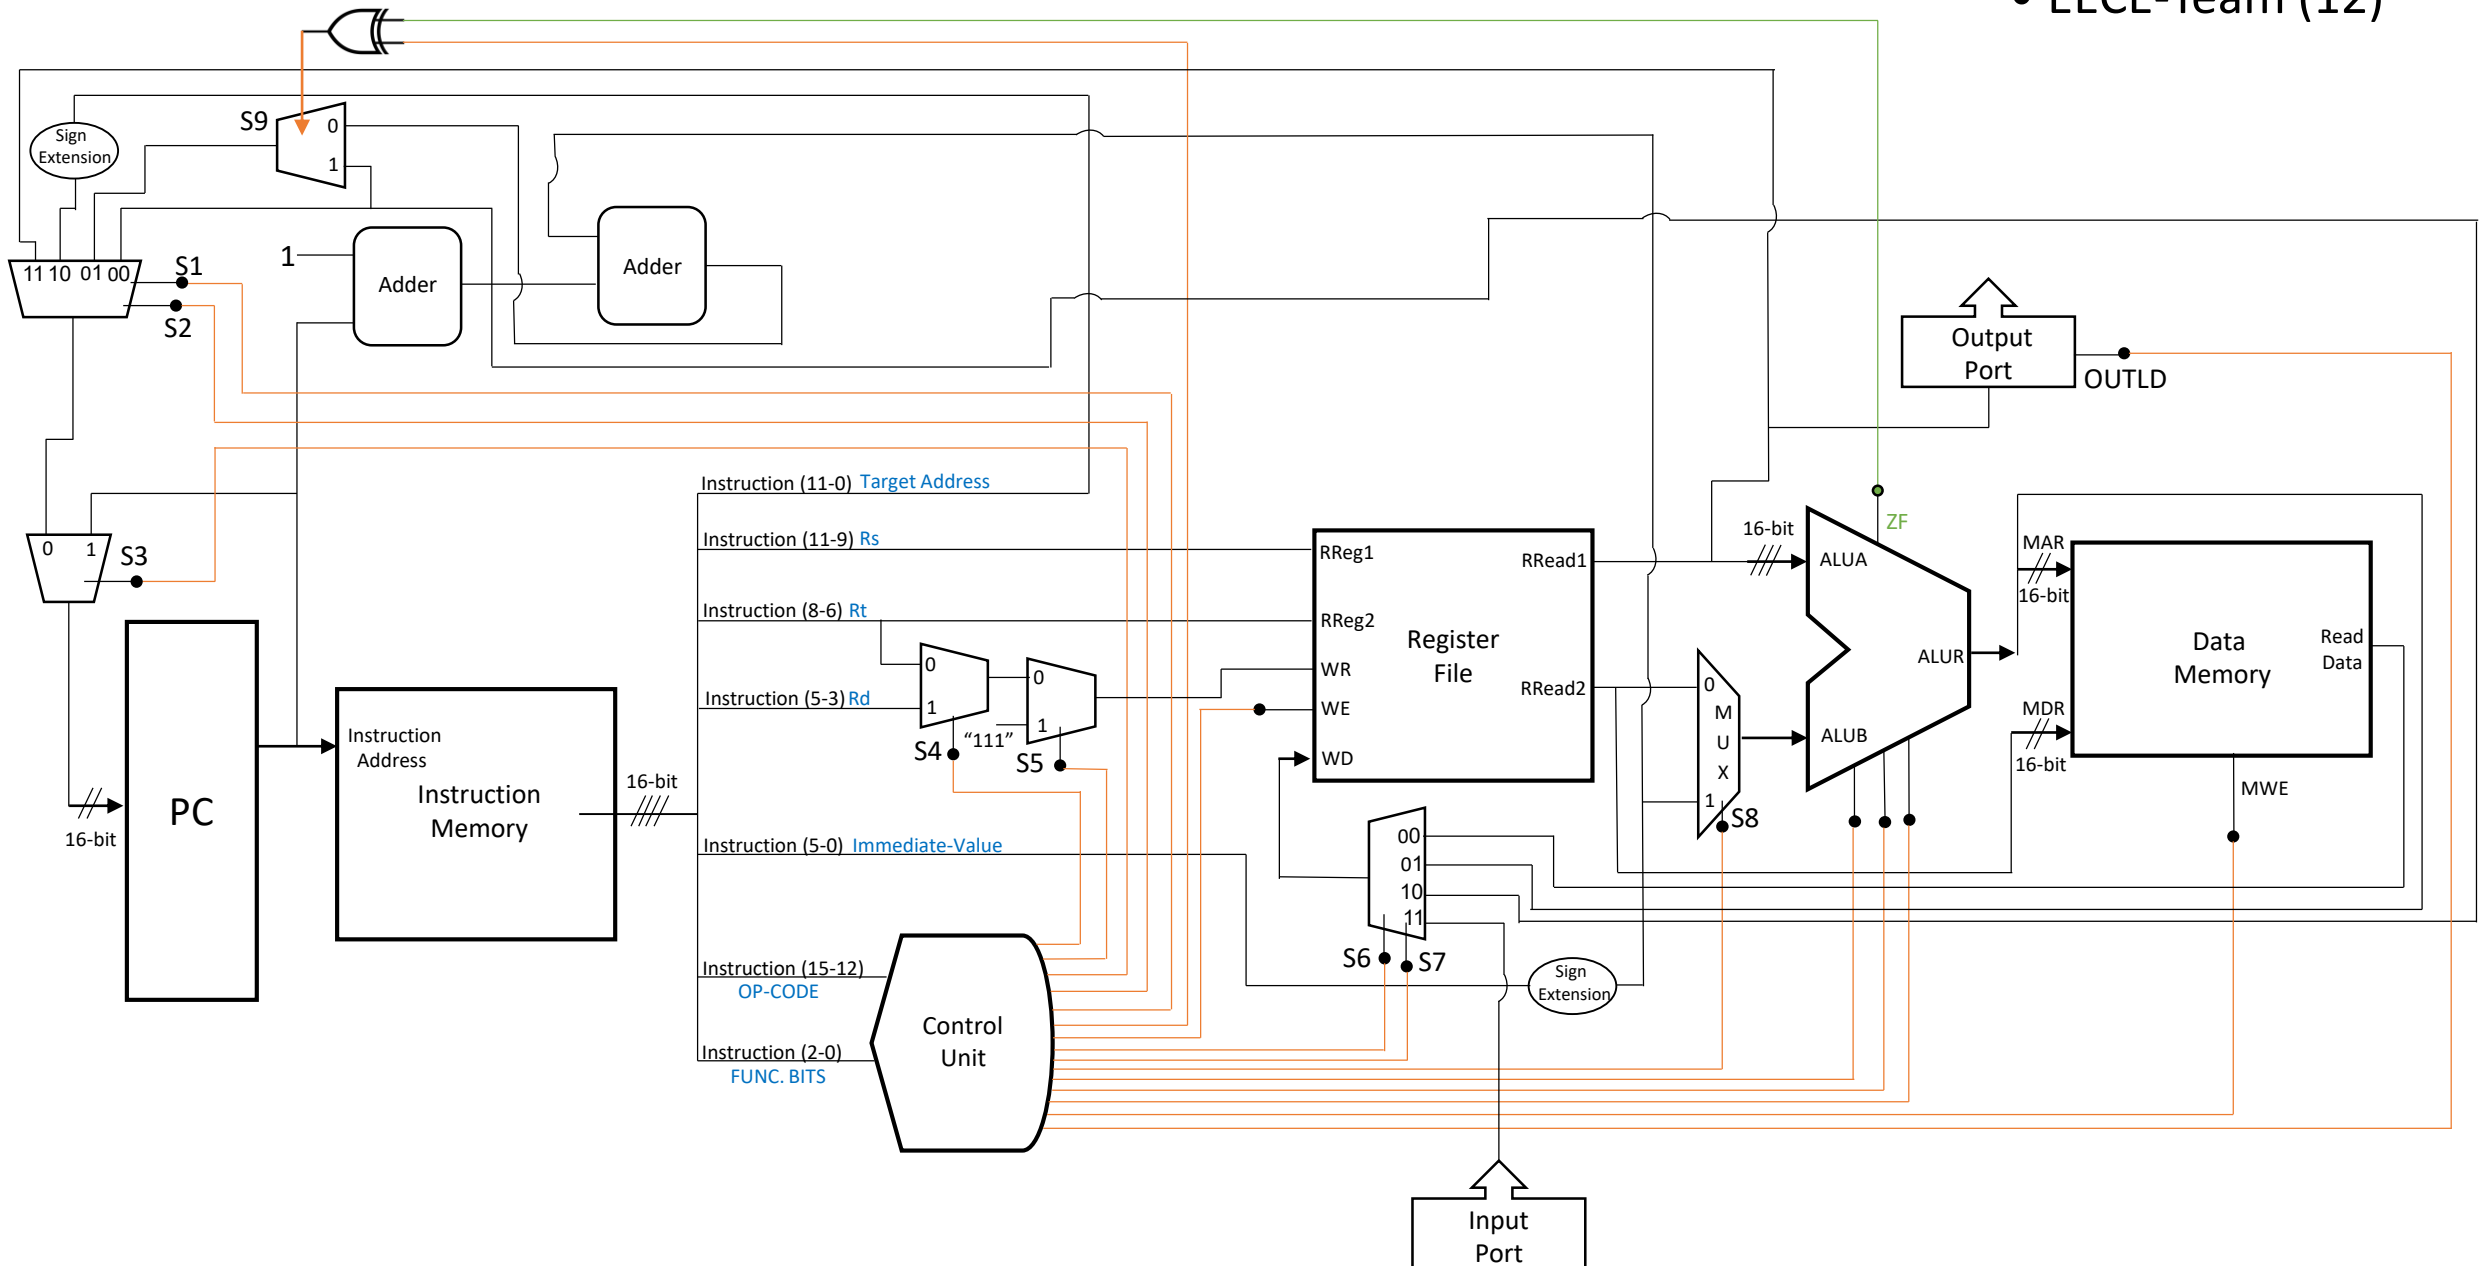 • EECE-Team (12)
S9
0
1
Sign
Extension
11 10 01 00
S1
S2
1
Adder
Adder
Output
Port
OUTLD
0 1
S3
Instruction (11-0) Target Address
Instruction (11-9) Rs
Instruction (8-6) Rt
Instruction (5-3) Rd
Instruction (5-0) Immediate-Value
Instruction (15-12)
OP-CODE
Instruction (2-0)
FUNC. BITS
PC
16-bit
Instruction
Address
Instruction
Memory
16-bit
0
1
S4
0
"111"
1
S5
RReg1
RReg2
WR
WE
WD
Register
File
RRead1
RRead2
16-bit
ZF
ALUA
ALUB
ALUR
0
M
U
X
1
S8
MAR
16-bit
MDR
16-bit
Data
Memory
Read
Data
MWE
00
01
10
11
S6
S7
Sign
Extension
Control
Unit
Input
Port